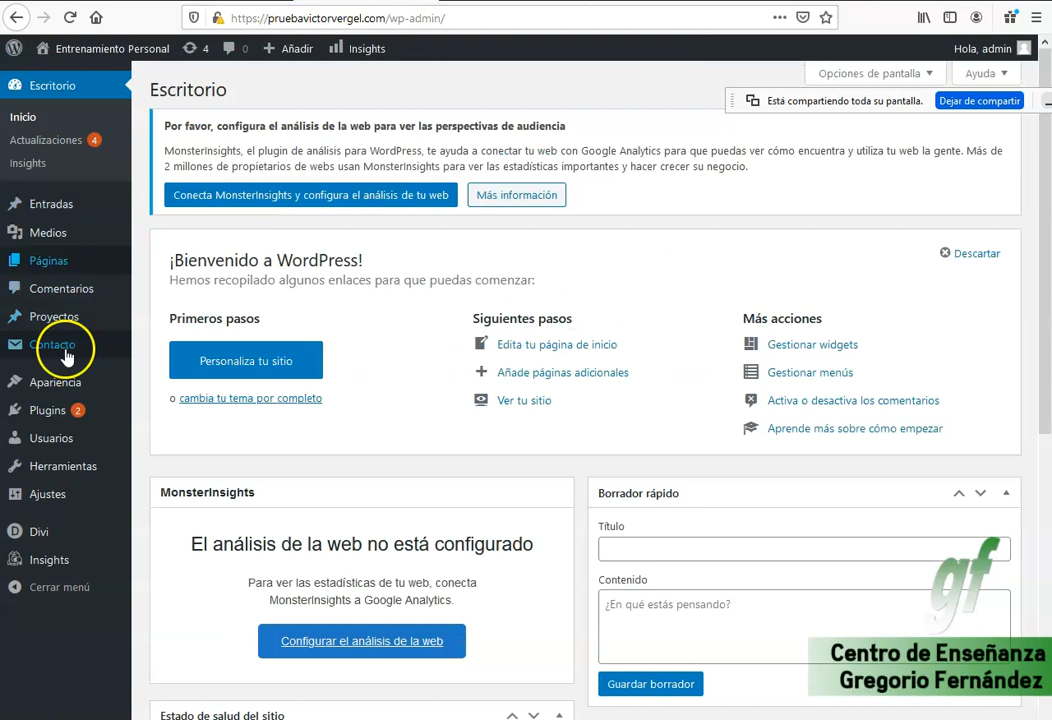 https://pruebavictorvergel.com/wp-admin/
Entrenamiento Personal 4 0 Añadir Insights Hola, admin
Escritorio
Inicio
Actualizaciones 4
Insights
Entradas
Medios
Páginas
Comentarios
Proyectos
Contacto
Apariencia
Plugins 2
Usuarios
Herramientas
Ajustes
Divi
Insights
Cerrar menú
Opciones de pantalla
Ayuda
Está compartiendo toda su pantalla. Dejar de compartir
Escritorio
Por favor, configura el análisis de la web para ver las perspectivas de audiencia
MonsterInsights, el plugin de análisis para WordPress, te ayuda a conectar tu web con Google Analytics para que puedas ver cómo encuentra y utiliza tu web la gente. Más de
2 millones de propietarios de webs usan MonsterInsights para ver las estadísticas importantes y hacer crecer su negocio.
Conecta MonsterInsights y configura el análisis de tu web
Más información
¡Bienvenido a WordPress!
Hemos recopilado algunos enlaces para que puedas comenzar:
Descartar
Primeros pasos
Personaliza tu sitio
o cambia tu tema por completo
Siguientes pasos
Edita tu página de inicio
Añade páginas adicionales
Ver tu sitio
Más acciones
Gestionar widgets
Gestionar menús
Activa o desactiva los comentarios
Aprende más sobre cómo empezar
MonsterInsights
El análisis de la web no está configurado
Para ver las estadísticas de tu web, conecta
MonsterInsights a Google Analytics.
Configurar el análisis de la web
Estado de salud del sitio
Borrador rápido
Título
Contenido
¿En qué estás pensando?
Guardar borrador
gf
Centro de Enseñanza
Gregorio Fernández